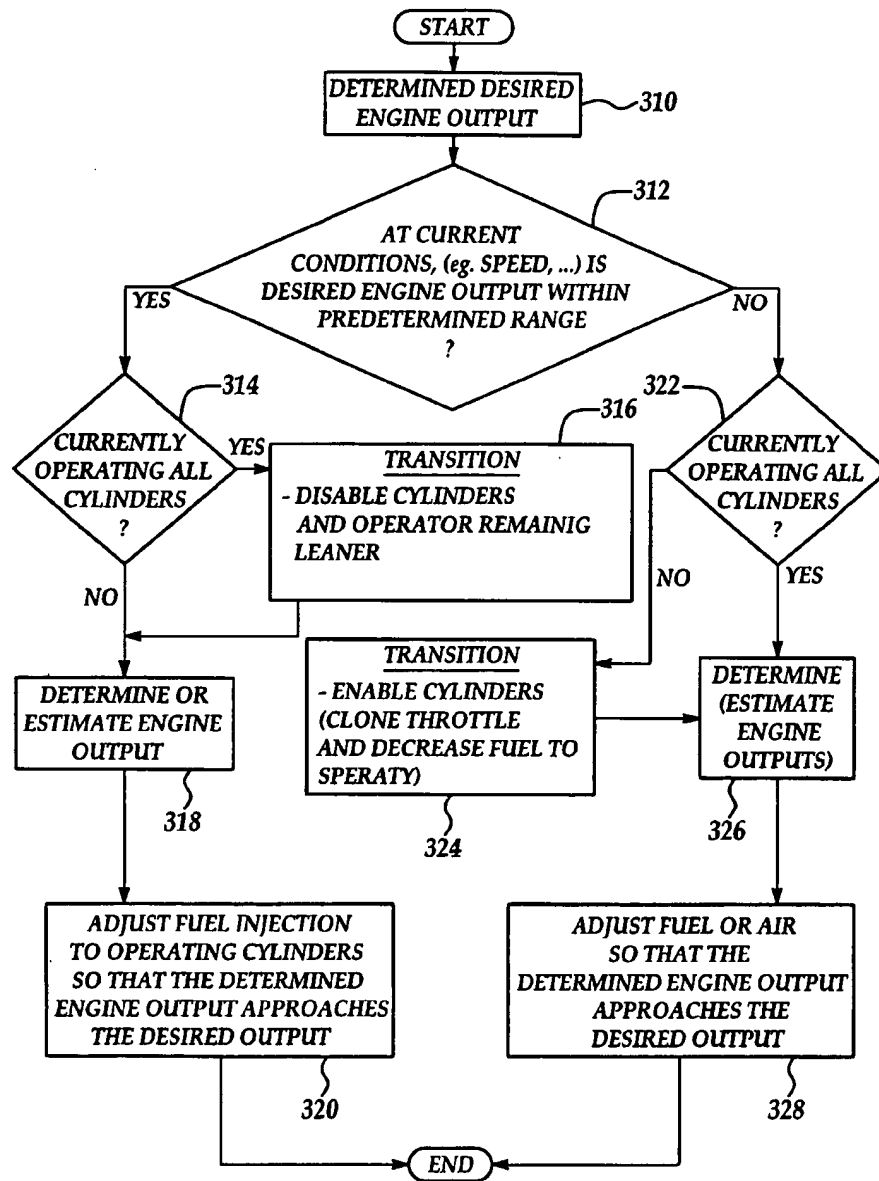 START
DETERMINED DESIRED
ENGINE OUTPUT
310
312
AT CURRENT
CONDITIONS, (eg. SPEED, ...) IS
DESIRED ENGINE OUTPUT WITHIN
PREDETERMINED RANGE
?
YES
NO
314
CURRENTLY
OPERATING ALL
CYLINDERS
?
YES
NO
316
TRANSITION
- DISABLE CYLINDERS
AND OPERATOR REMAINIG
LEANER
322
CURRENTLY
OPERATING ALL
CYLINDERS
?
NO
YES
DETERMINE OR
ESTIMATE ENGINE
OUTPUT
318
TRANSITION
- ENABLE CYLINDERS
(CLONE THROTTLE
AND DECREASE FUEL TO
SPERATY)
324
DETERMINE
(ESTIMATE
ENGINE
OUTPUTS)
326
ADJUST FUEL INJECTION
TO OPERATING CYLINDERS
SO THAT THE DETERMINED
ENGINE OUTPUT APPROACHES
THE DESIRED OUTPUT
320
ADJUST FUEL OR AIR
SO THAT THE
DETERMINED ENGINE OUTPUT
APPROACHES THE
DESIRED OUTPUT
328
END